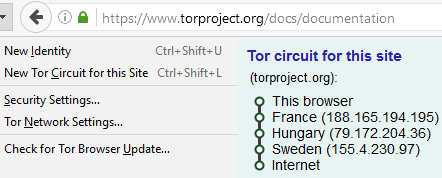 https://www.torproject.org/docs/documentation
New Identity Ctrl+Shift+U
New Tor Circuit for this Site Ctrl+Shift+L
Security Settings...
Tor Network Settings...
Check for Tor Browser Update...
Tor circuit for this site
(torproject.org):
This browser
France (188.165.194.195)
Hungary (79.172.204.36)
Sweden (155.4.230.97)
Internet